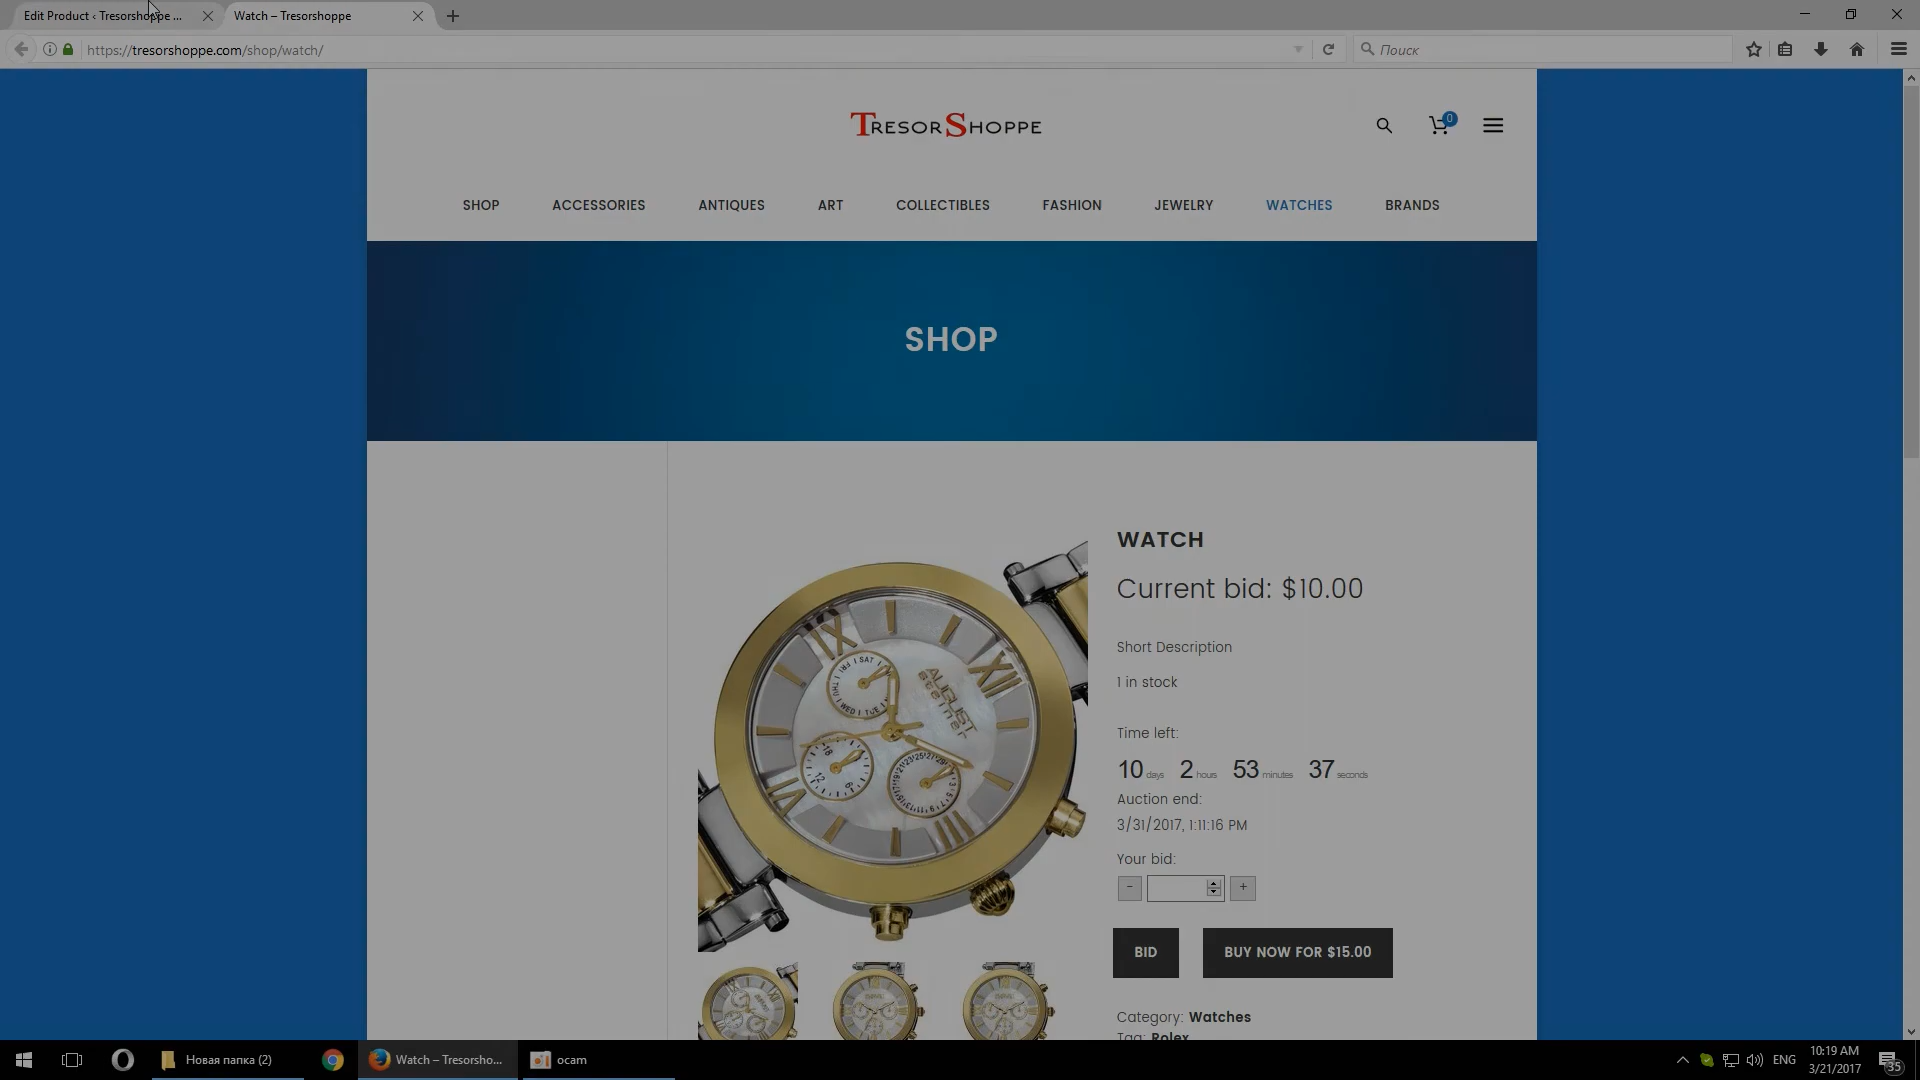 Edit Product ‹ Tresorshoppe ...
Watch – Tresorshoppe
https://tresorshoppe.com/shop/watch/
Поиск
TRESORSHOPPE
0
SHOP
ACCESSORIES
ANTIQUES
ART
COLLECTIBLES
FASHION
JEWELRY
WATCHES
BRANDS
SHOP
WATCH
Current bid: $10.00
Short Description
1 in stock
Time left:
10 days 2 hours 53 minutes 37 seconds
Auction end:
3/31/2017, 1:11:16 PM
Your bid:
- +
BID
BUY NOW FOR $15.00
Category: Watches
Tag: Rolex
AUGUST
steiner
Новая папка (2)
Watch – Tresorsho...
ocam
ENG
10:19 AM
3/21/2017
35